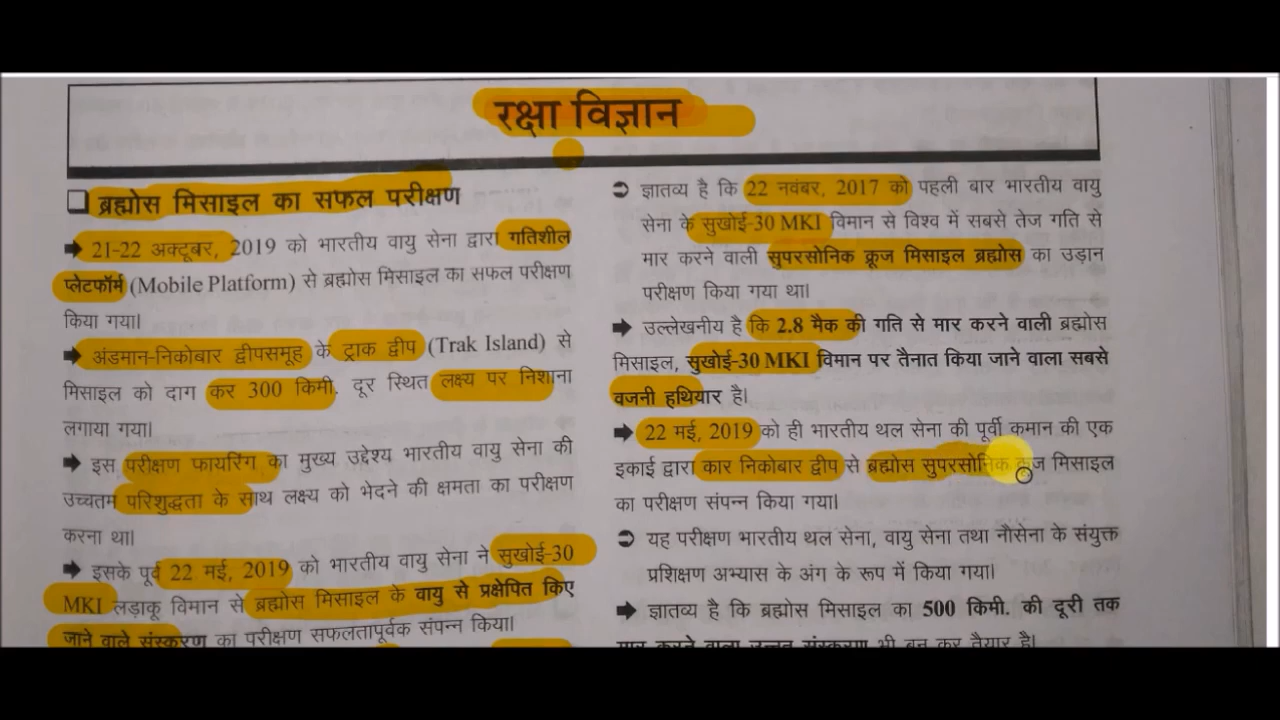 रक्षा विज्ञान
❑ ब्रह्मोस मिसाइल का सफल परीक्षण
➡ 21-22 अक्टूबर, 2019 को भारतीय वायु सेना द्वारा गतिशील
प्लेटफॉर्म (Mobile Platform) से ब्रह्मोस मिसाइल का सफल परीक्षण
किया गया।
➡ अंडमान-निकोबार द्वीपसमूह के ट्राक द्वीप (Trak Island) से
मिसाइल को दाग कर 300 किमी. दूर स्थित लक्ष्य पर निशाना
लगाया गया।
➡ इस परीक्षण फायरिंग का मुख्य उद्देश्य भारतीय वायु सेना की
उच्चतम परिशुद्धता के साथ लक्ष्य को भेदने की क्षमता का परीक्षण
करना था।
➡ इसके पूर्व 22 मई, 2019 को भारतीय वायु सेना ने सुखोई-30
MKI लड़ाकू विमान से ब्रह्मोस मिसाइल के वायु से प्रक्षेपित किए
जाने वाले संस्करण का परीक्षण सफलतापूर्वक संपन्न किया।
➲ ज्ञातव्य है कि 22 नवंबर, 2017 को पहली बार भारतीय वायु
सेना के सुखोई-30 MKI विमान से विश्व में सबसे तेज गति से
मार करने वाली सुपरसोनिक क्रूज मिसाइल ब्रह्मोस का उड़ान
परीक्षण किया गया था।
➡ उल्लेखनीय है कि 2.8 मैक की गति से मार करने वाली ब्रह्मोस
मिसाइल, सुखोई-30 MKI विमान पर तैनात किया जाने वाला सबसे
वजनी हथियार है।
➡ 22 मई, 2019 को ही भारतीय थल सेना की पूर्वी कमान की एक
इकाई द्वारा कार निकोबार द्वीप से ब्रह्मोस सुपरसोनिक क्रूज मिसाइल
का परीक्षण संपन्न किया गया।
➲ यह परीक्षण भारतीय थल सेना, वायु सेना तथा नौसेना के संयुक्त
प्रशिक्षण अभ्यास के अंग के रूप में किया गया।
➡ ज्ञातव्य है कि ब्रह्मोस मिसाइल का 500 किमी. की दूरी तक
मार करने वाला उन्नत संस्करण भी बन कर तैयार है।